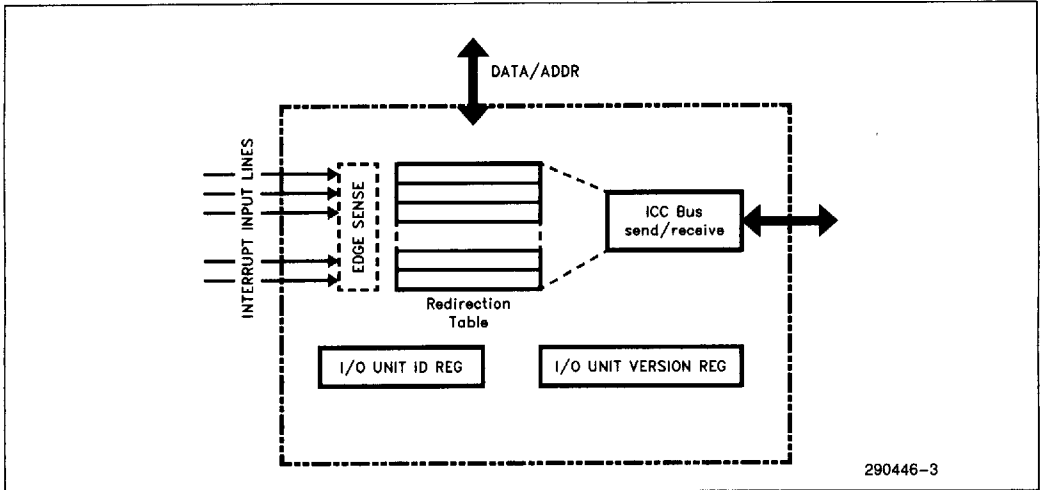 DATA/ADDR
INTERRUPT INPUT LINES
EDGE SENSE
ICC Bus
send/receive
Redirection
Table
I/O UNIT ID REG
I/O UNIT VERSION REG
290446-3